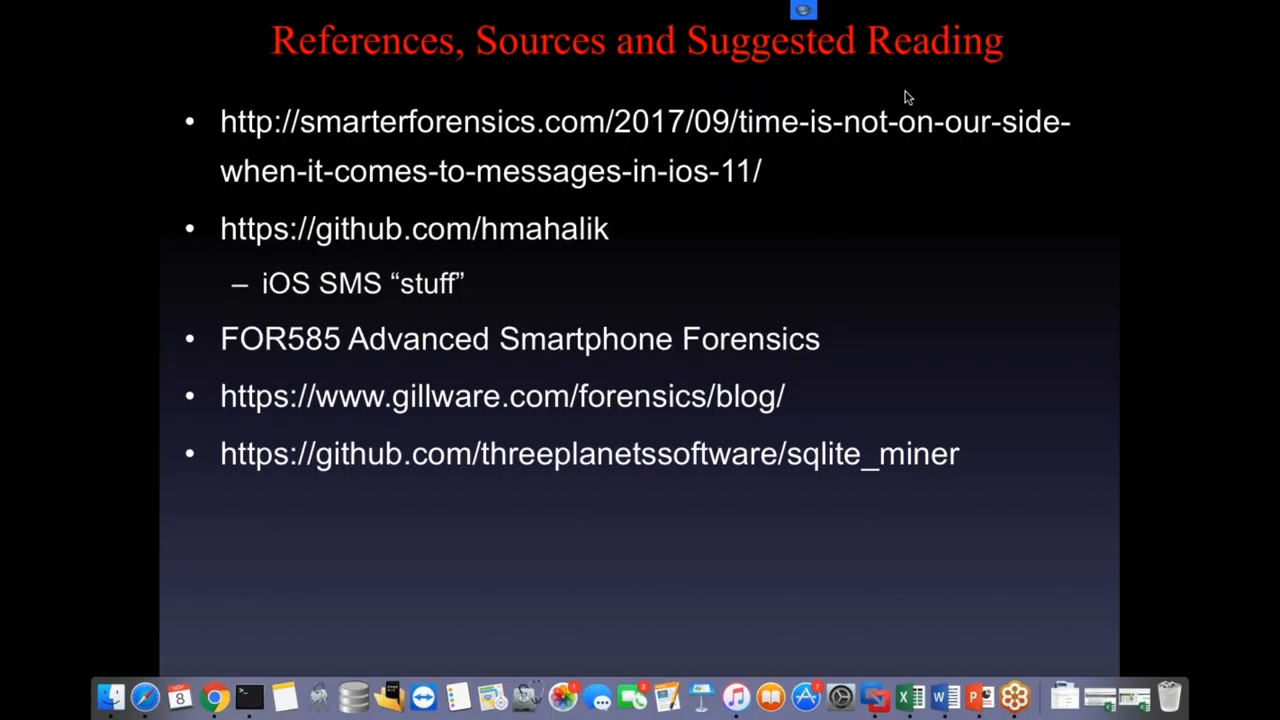 References, Sources and Suggested Reading
• http://smarterforensics.com/2017/09/time-is-not-on-our-side-
when-it-comes-to-messages-in-ios-11/
• https://github.com/hmahalik
– iOS SMS “stuff”
• FOR585 Advanced Smartphone Forensics
• https://www.gillware.com/forensics/blog/
• https://github.com/threeplanetssoftware/sqlite_miner
NOV
8